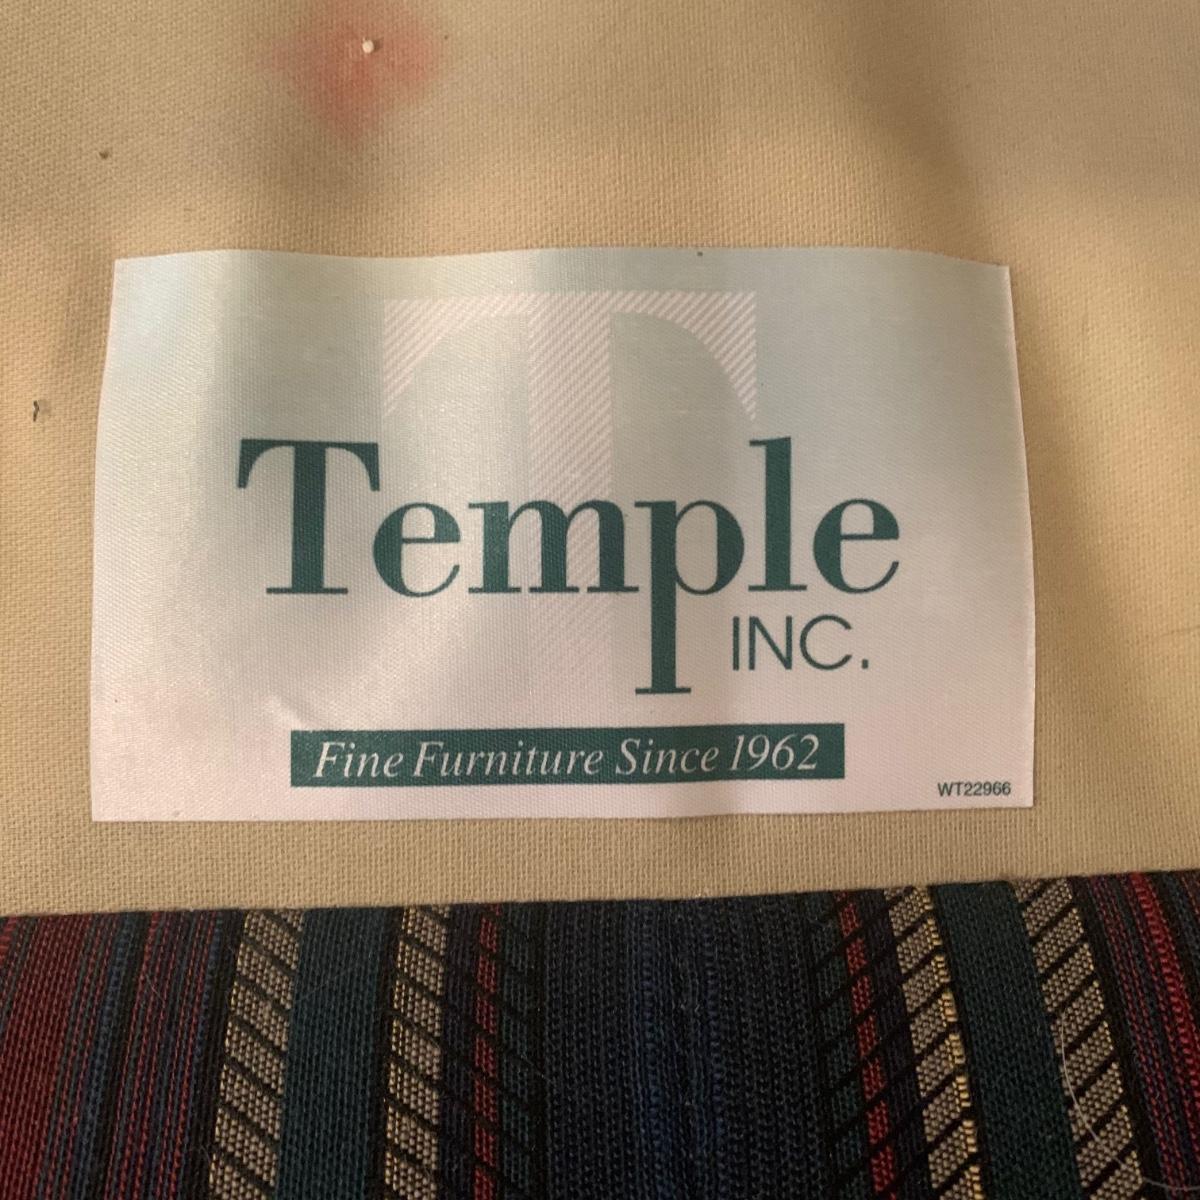 Temple
INC.
Fine Furniture Since 1962
WT22966